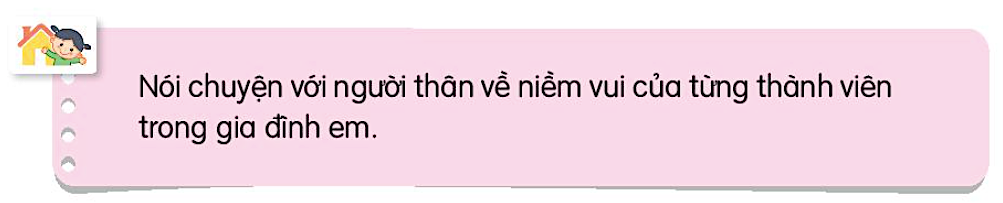 Nói chuyện với người thân về niềm vui của từng thành viên
trong gia đình em.